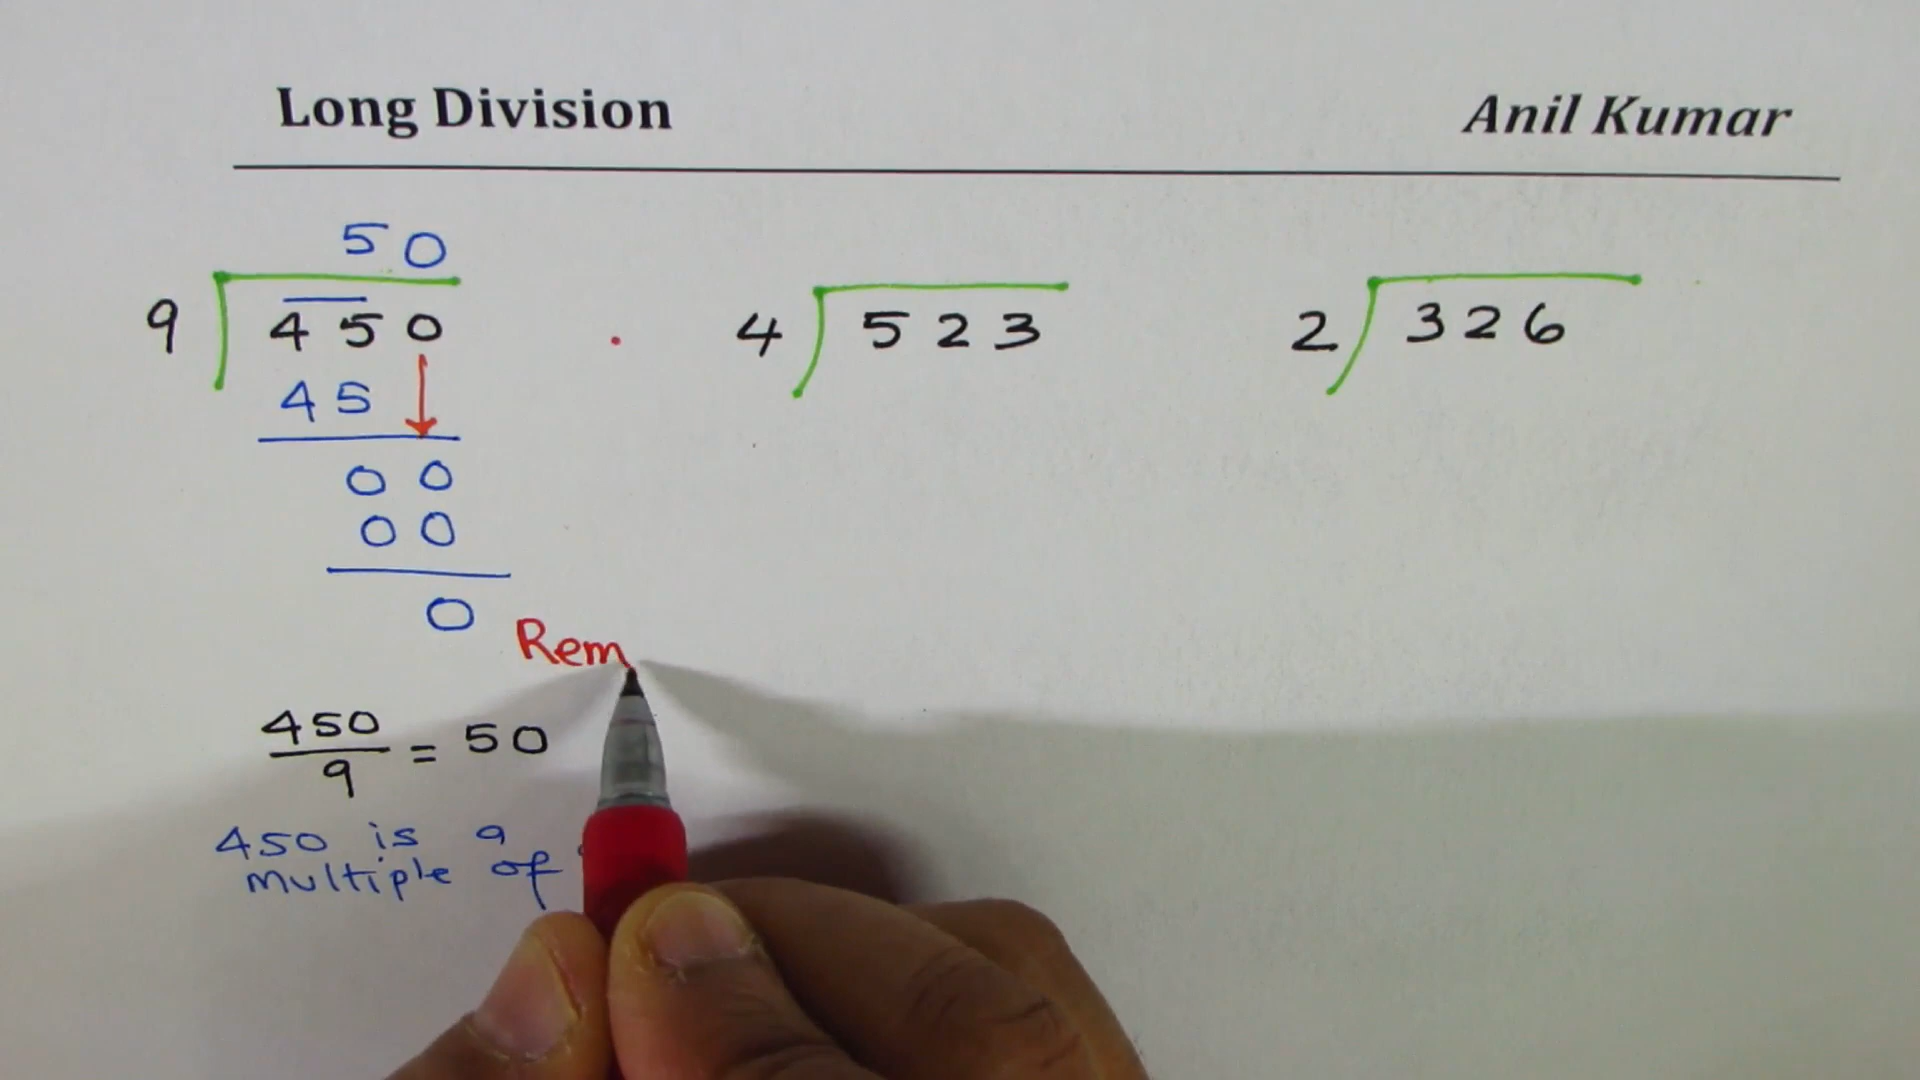 Long Division
Anil Kumar
50
9 450
45
00
00
0
Rem
450
9
= 50
450 is a
multiple of
4 523
2 326